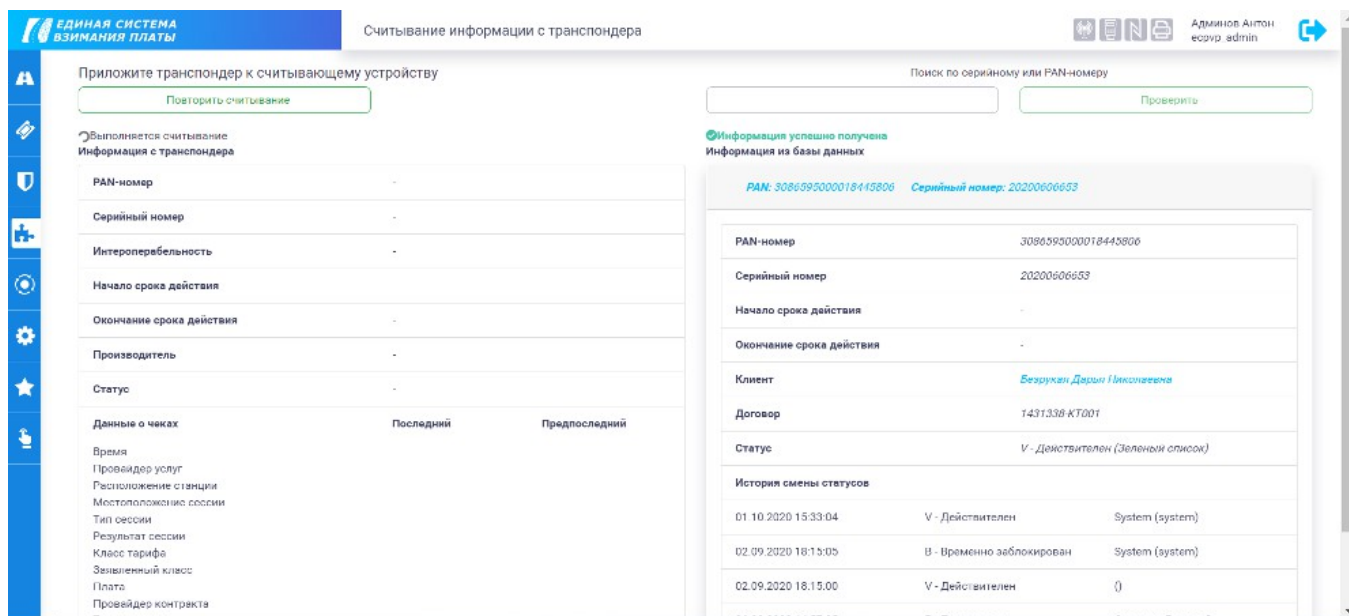 ЕДИНАЯ СИСТЕМА
ВЗИМАНИЯ ПЛАТЫ
Считывание информации с транспондера
Админов Антон
ecpvp_admin
Приложите транспондер к считывающему устройству
Повторить считывание
Выполняется считывание
Информация с транспондера
PAN-номер -
Серийный номер -
Интероперабельность -
Начало срока действия
Окончание срока действия -
Производитель -
Статус -
Данные о чеках Последний Предпоследний
Время
Провайдер услуг
Расположение станции
Местоположение сессии
Тип сессии
Результат сессии
Класс тарифа
Заявленный класс
Плата
Провайдер контракта
Поиск по серийному или PAN-номеру
Проверить
Информация успешно получена
Информация из базы данных
PAN: 3086595000018445806 Серийный номер: 20200606653
PAN-номер 3086595000018445806
Серийный номер 20200606653
Начало срока действия -
Окончание срока действия -
Клиент Безрукан Дарья Николаевна
Договор 1431338-КТ001
Статус V - Действителен (Зеленый список)
История смены статусов
01.10.2020 15:33:04 V - Действителен System (system)
02.09.2020 18:15:05 B - Временно заблокирован System (system)
02.09.2020 18:15:00 V - Действителен ()